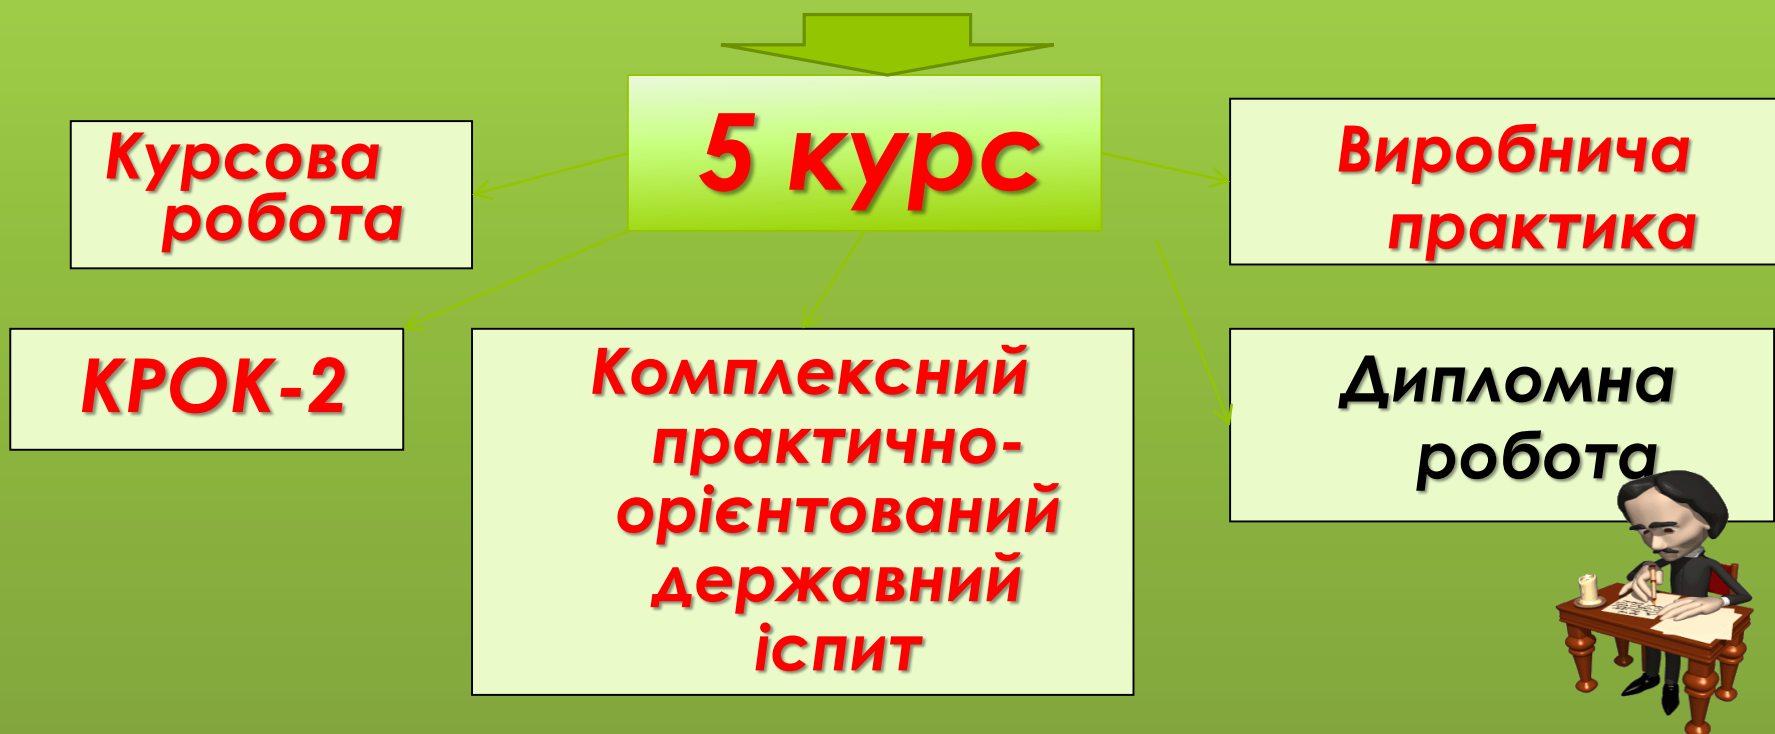 5 курс
Курсова
робота
Виробнича
практика
КРОК-2
Комплексний
практично-
орієнтований
державний
іспит
Дипломна
робота